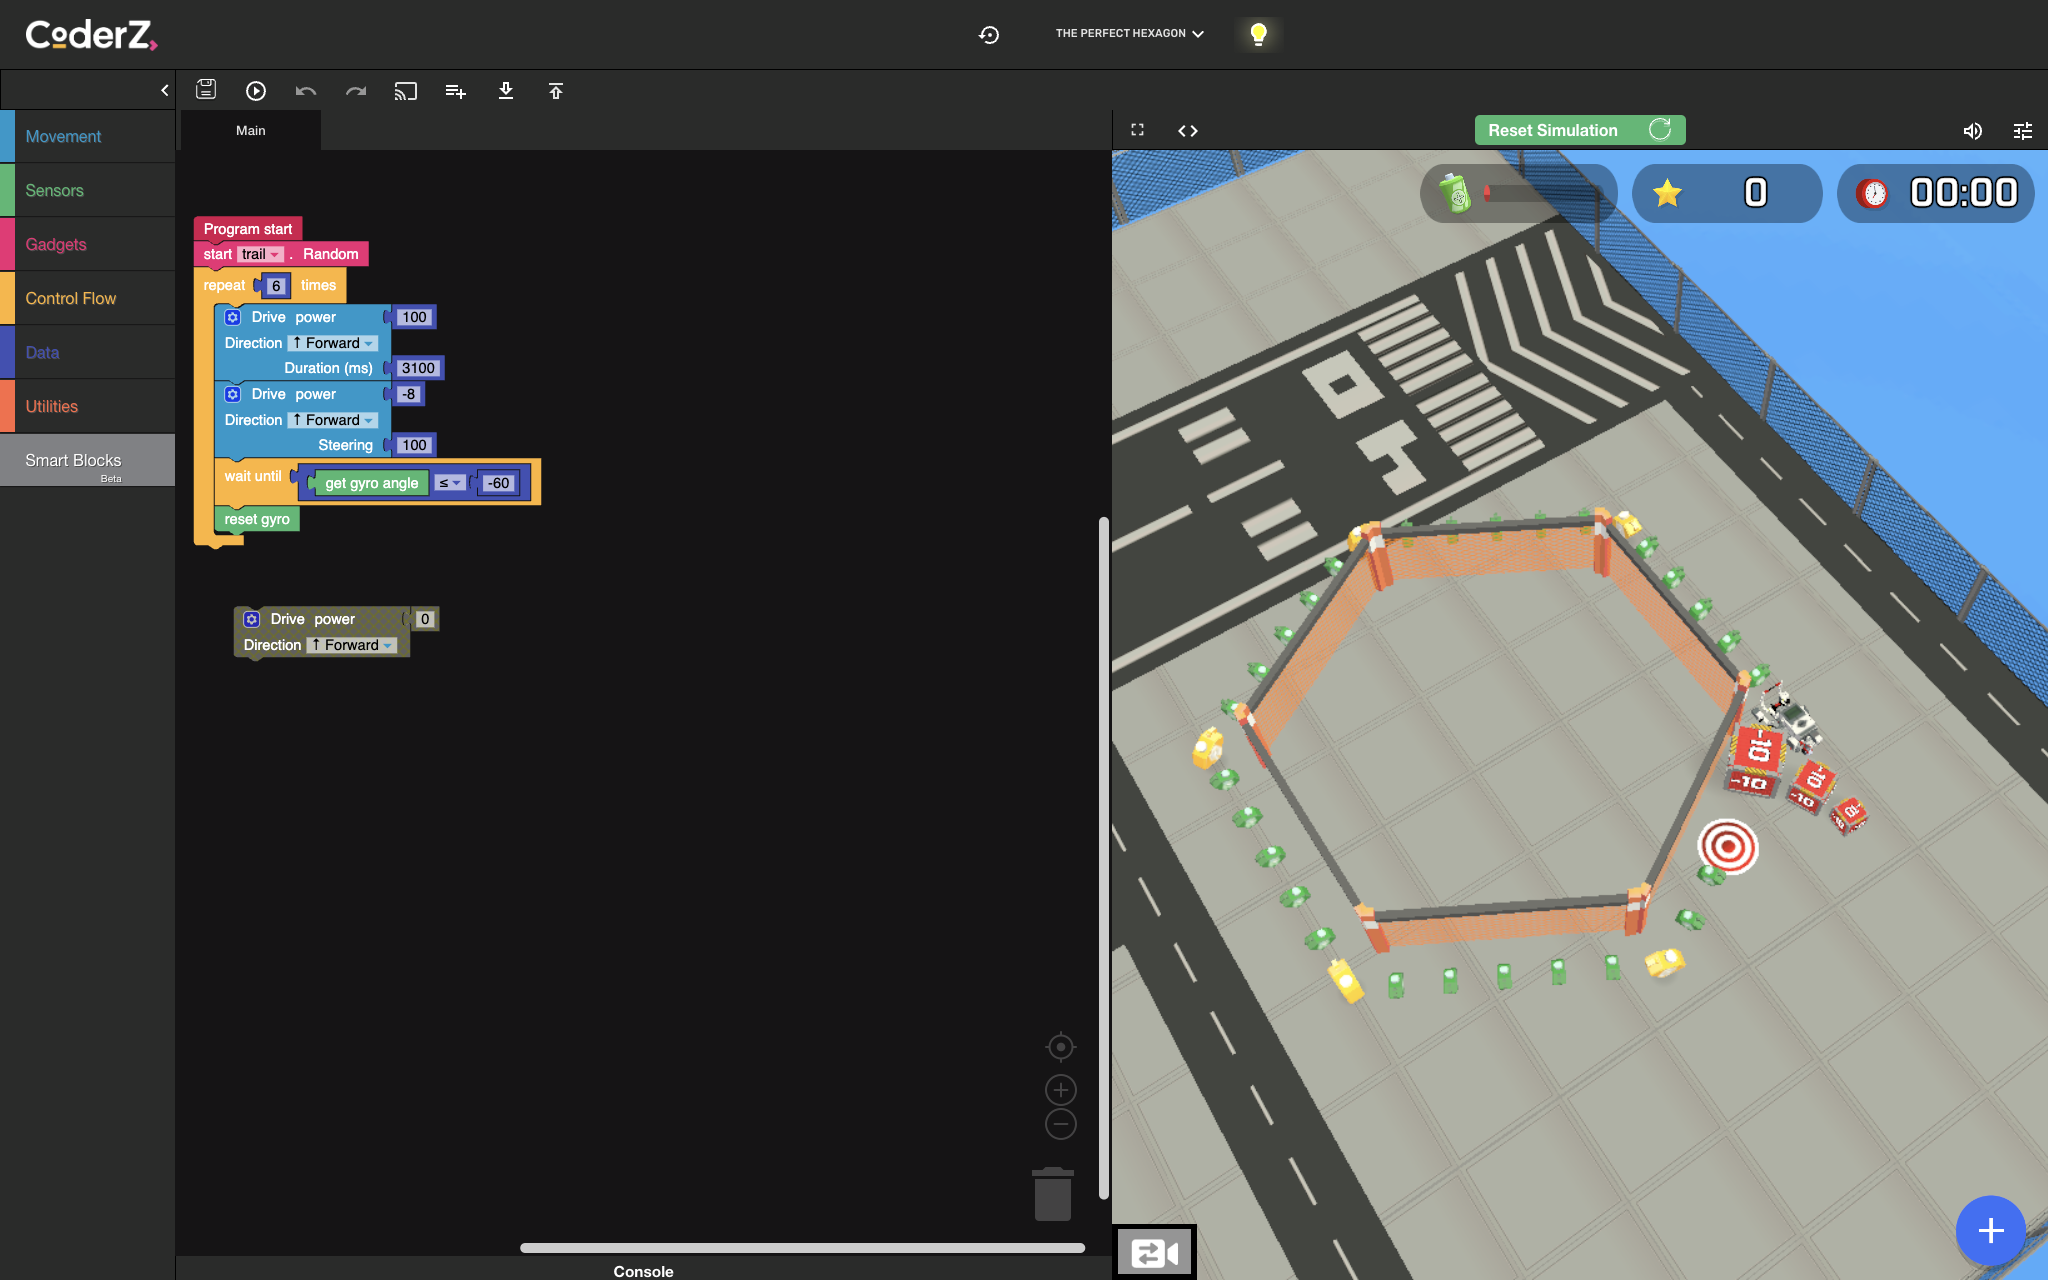 CoderZ
THE PERFECT HEXAGON
Movement
Sensors
Gadgets
Control Flow
Data
Utilities
Smart Blocks
Beta
Main
Program start
start trail . Random
repeat 6 times
Drive power 100
Direction ↑ Forward
Duration (ms) 3100
Drive power -8
Direction ↑ Forward
Steering 100
wait until get gyro angle ≤ -60
reset gyro
Drive power 0
Direction ↑ Forward
Console
Reset Simulation
0
00:00
-10
-10
-10
-10
-10
-10